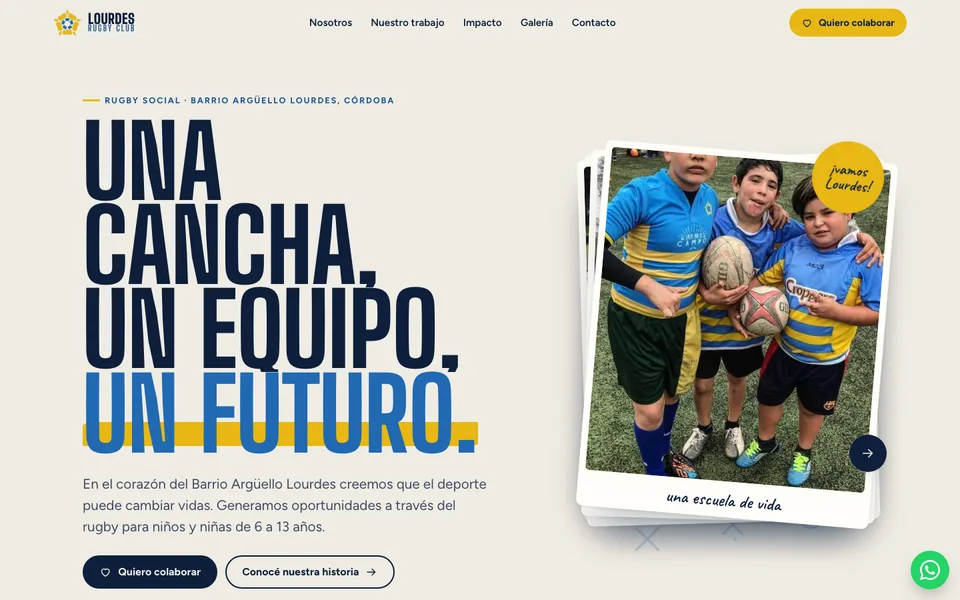 LOURDES
RUGBY CLUB
Nosotros
Nuestro trabajo
Impacto
Galería
Contacto
Quiero colaborar
RUGBY SOCIAL · BARRIO ARGÜELLO LOURDES, CÓRDOBA
UNA
CANCHA,
UN EQUIPO,
UN FUTURO.
En el corazón del Barrio Argüello Lourdes creemos que el deporte
puede cambiar vidas. Generamos oportunidades a través del
rugby para niños y niñas de 6 a 13 años.
Quiero colaborar
Conocé nuestra historia →
¡vamos
Lourdes!
una escuela de vida